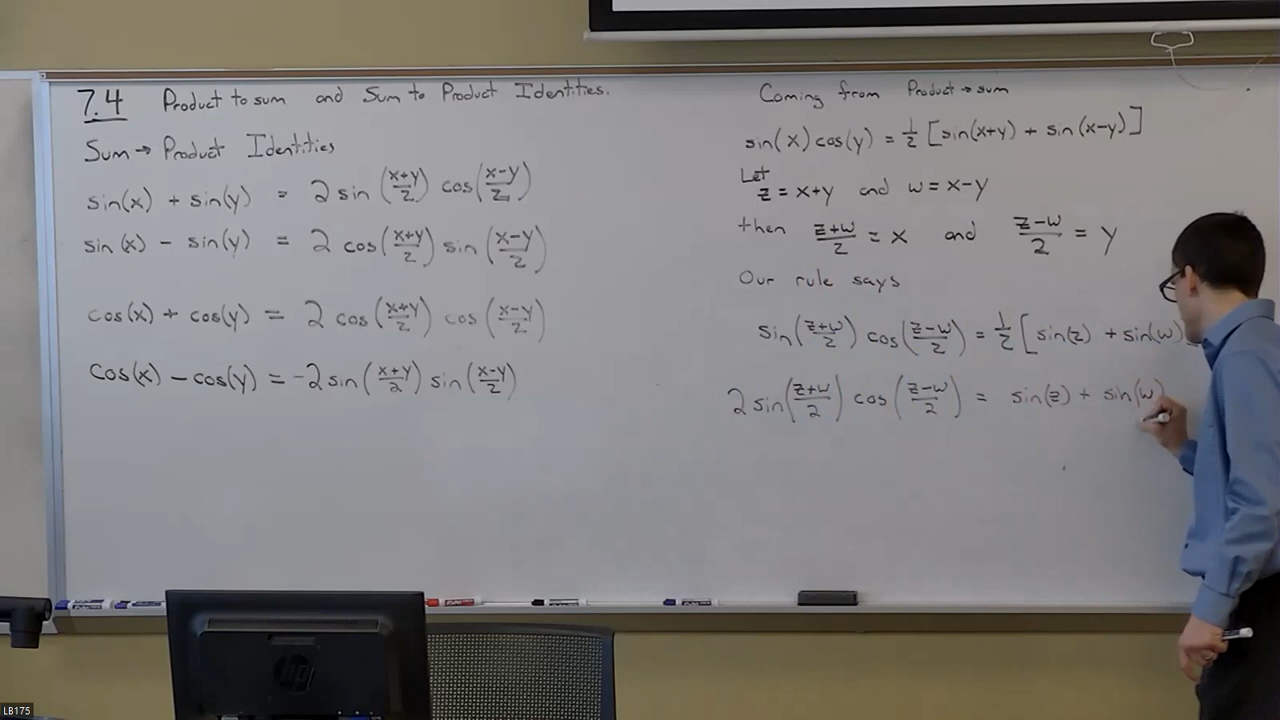 7.4 Product to sum and Sum to Product Identities.
Sum → Product Identities
sin(x) + sin(y) = 2 sin(x+y/2) cos(x-y/2)
sin(x) - sin(y) = 2 cos(x+y/2) sin(x-y/2)
cos(x) + cos(y) = 2 cos(x+y/2) cos(x-y/2)
cos(x) - cos(y) = -2 sin(x+y/2) sin(x-y/2)
Coming from Product → sum
sin(x) cos(y) = 1/2 [sin(x+y) + sin(x-y)]
Let
z = x+y and w = x-y
then z+w/2 = x and z-w/2 = y
Our rule says
sin(z+w/2) cos(z-w/2) = 1/2 [sin(z) + sin(w)
2 sin(z+w/2) cos(z-w/2) = sin(z) + sin(w)
hp
LB175